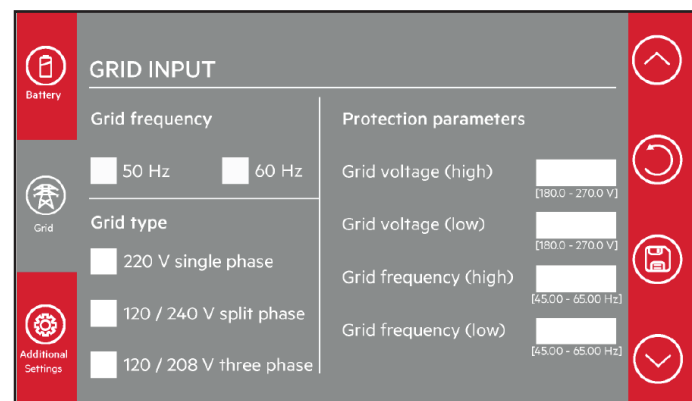 Battery
Grid
Additional
Settings
GRID INPUT
Grid frequency
50 Hz
60 Hz
Grid type
220 V single phase
120 / 240 V split phase
120 / 208 V three phase
Protection parameters
Grid voltage (high)
[180.0 - 270.0 V]
Grid voltage (low)
[180.0 - 270.0 V]
Grid frequency (high)
[45.00 - 65.00 Hz]
Grid frequency (low)
[45.00 - 65.00 Hz]